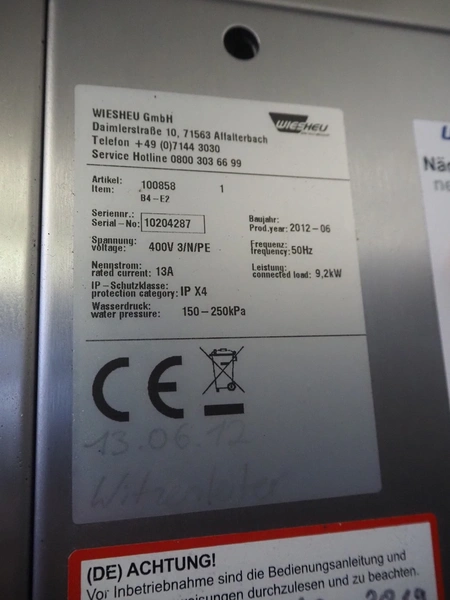 WIESHEU GmbH
Daimlerstraße 10, 71563 Affalterbach
Telefon +49 (0)7144 3030
Service Hotline 0800 303 66 99
WIESHEU
Artikel: 100858 1
Item: B4-E2
Seriennr.:
Serial-No: 10204287
Baujahr:
Prod.year: 2012-06
Spannung:
voltage: 400V 3/N/PE
Frequenz:
frequency: 50Hz
Nennstrom:
rated current: 13A
Leistung:
connected load: 9,2kW
IP-Schutzklasse:
protection category: IP X4
Wasserdruck:
water pressure: 150-250kPa
CE
13.06.12
(DE) ACHTUNG!
Vor Inbetriebnahme sind die Bedienungsanleitung und
durchzulesen und zu beachten.